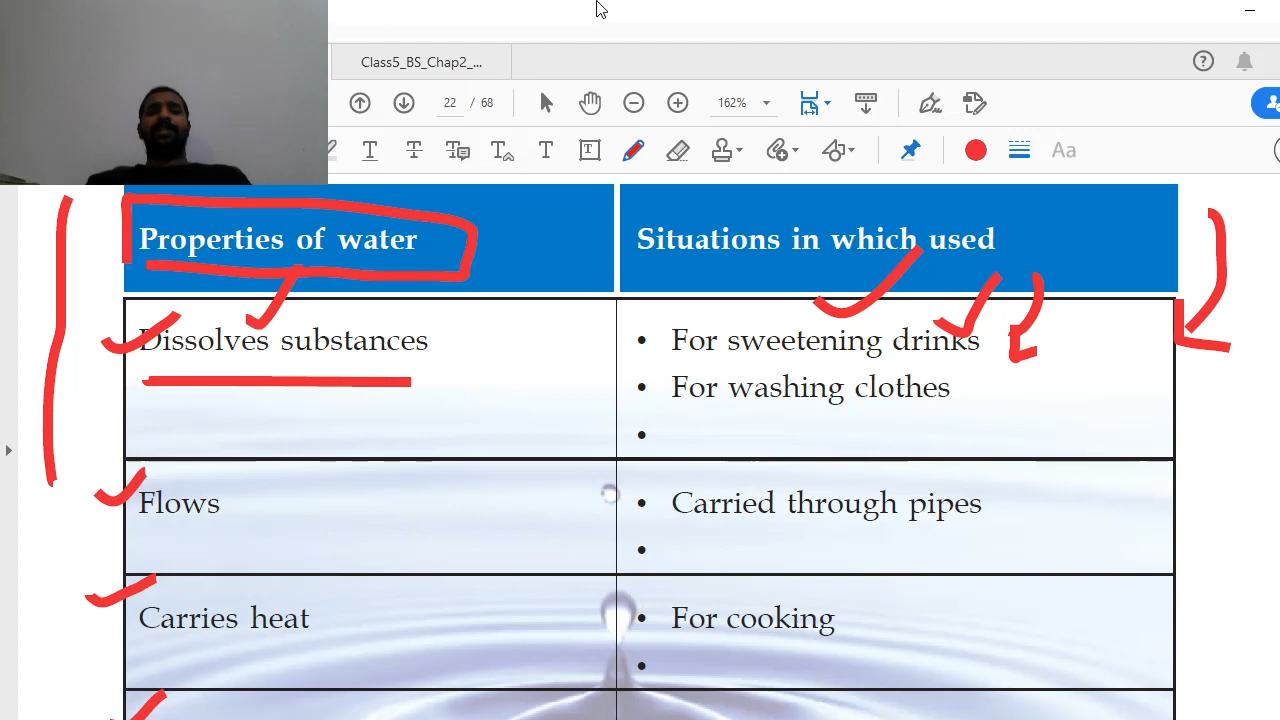 Class5_BS_Chap2_...
22 / 68
162%
Aa
Properties of water
Situations in which used
Dissolves substances
• For sweetening drinks
• For washing clothes
•
Flows
• Carried through pipes
•
Carries heat
• For cooking
•